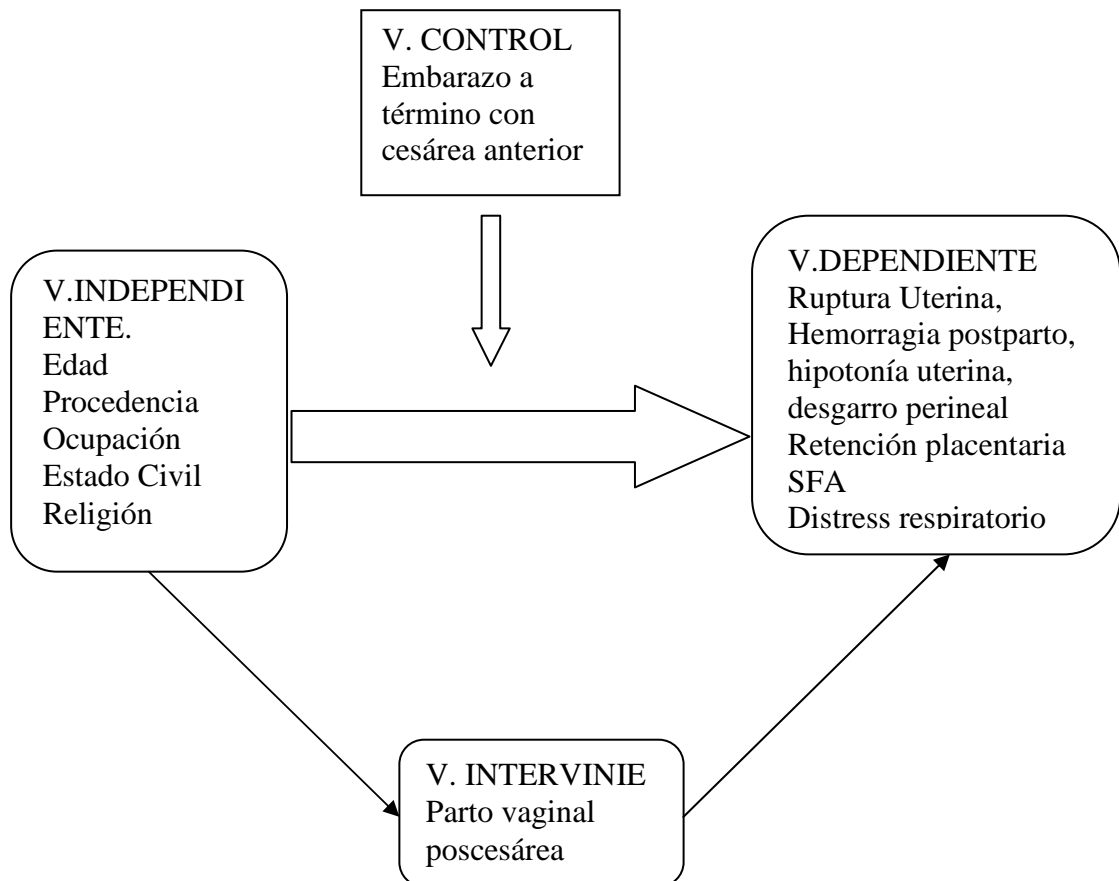 V. CONTROL
Embarazo a
término con
cesárea anterior
V.INDEPENDI
ENTE.
Edad
Procedencia
Ocupación
Estado Civil
Religión
V.DEPENDIENTE
Ruptura Uterina,
Hemorragia postparto,
hipotonía uterina,
desgarro perineal
Retención placentaria
SFA
Distress respiratorio
V. INTERVINIE
Parto vaginal
poscesárea